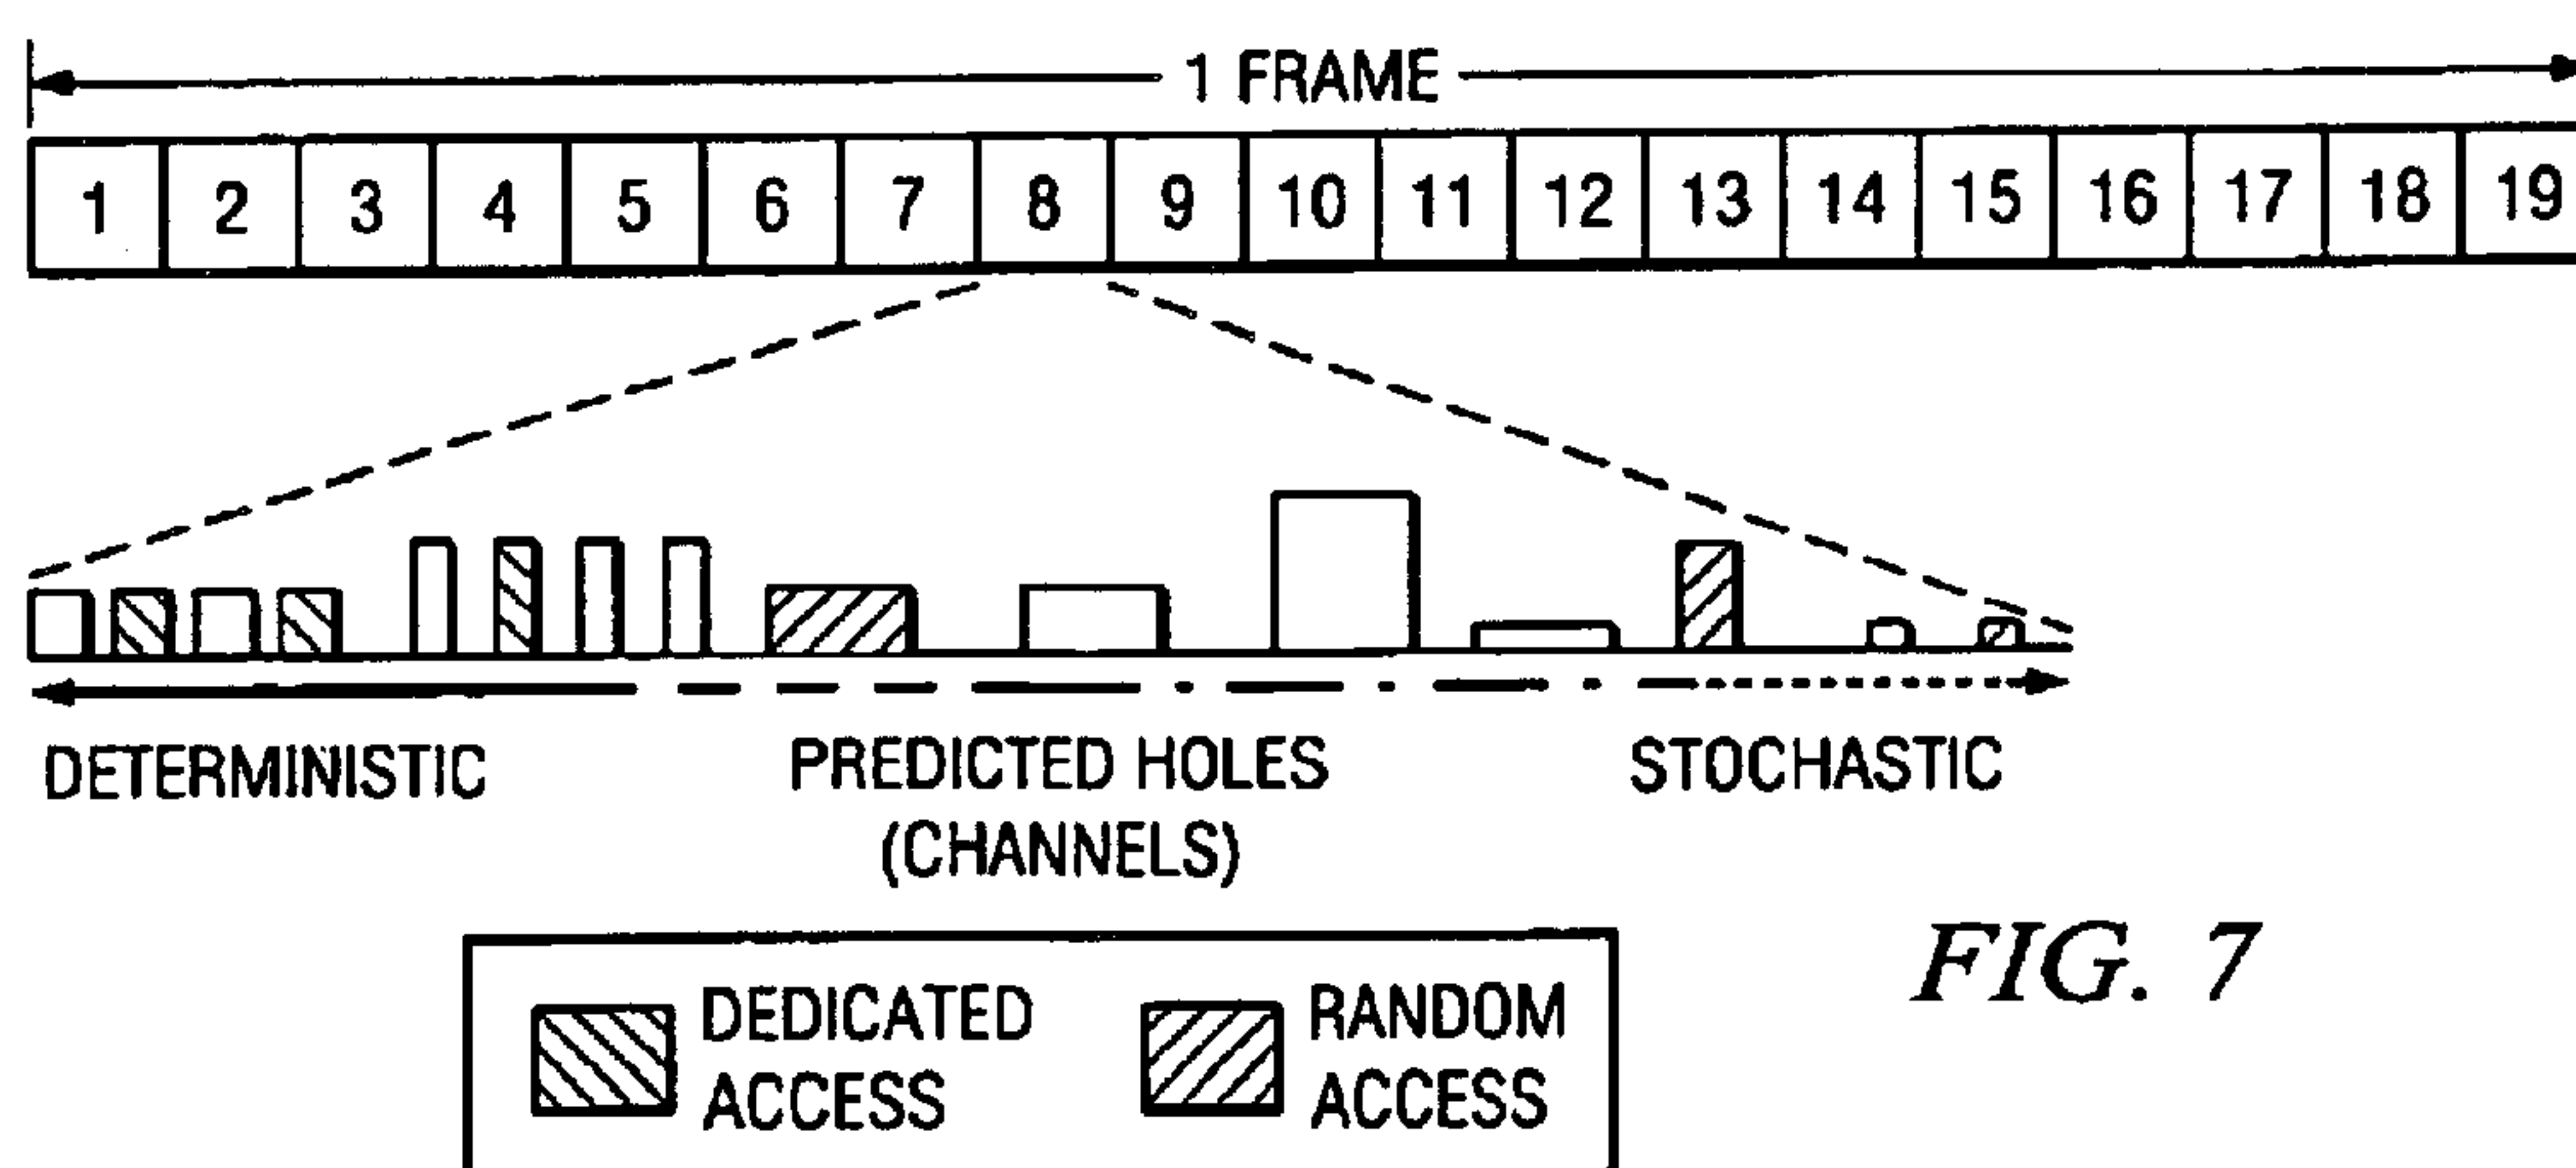 1 FRAME
1 2 3 4 5 6 7 8 9 10 11 12 13 14 15 16 17 18 19
DETERMINISTIC PREDICTED HOLES STOCHASTIC
(CHANNELS)
FIG. 7
DEDICATED RANDOM
ACCESS ACCESS